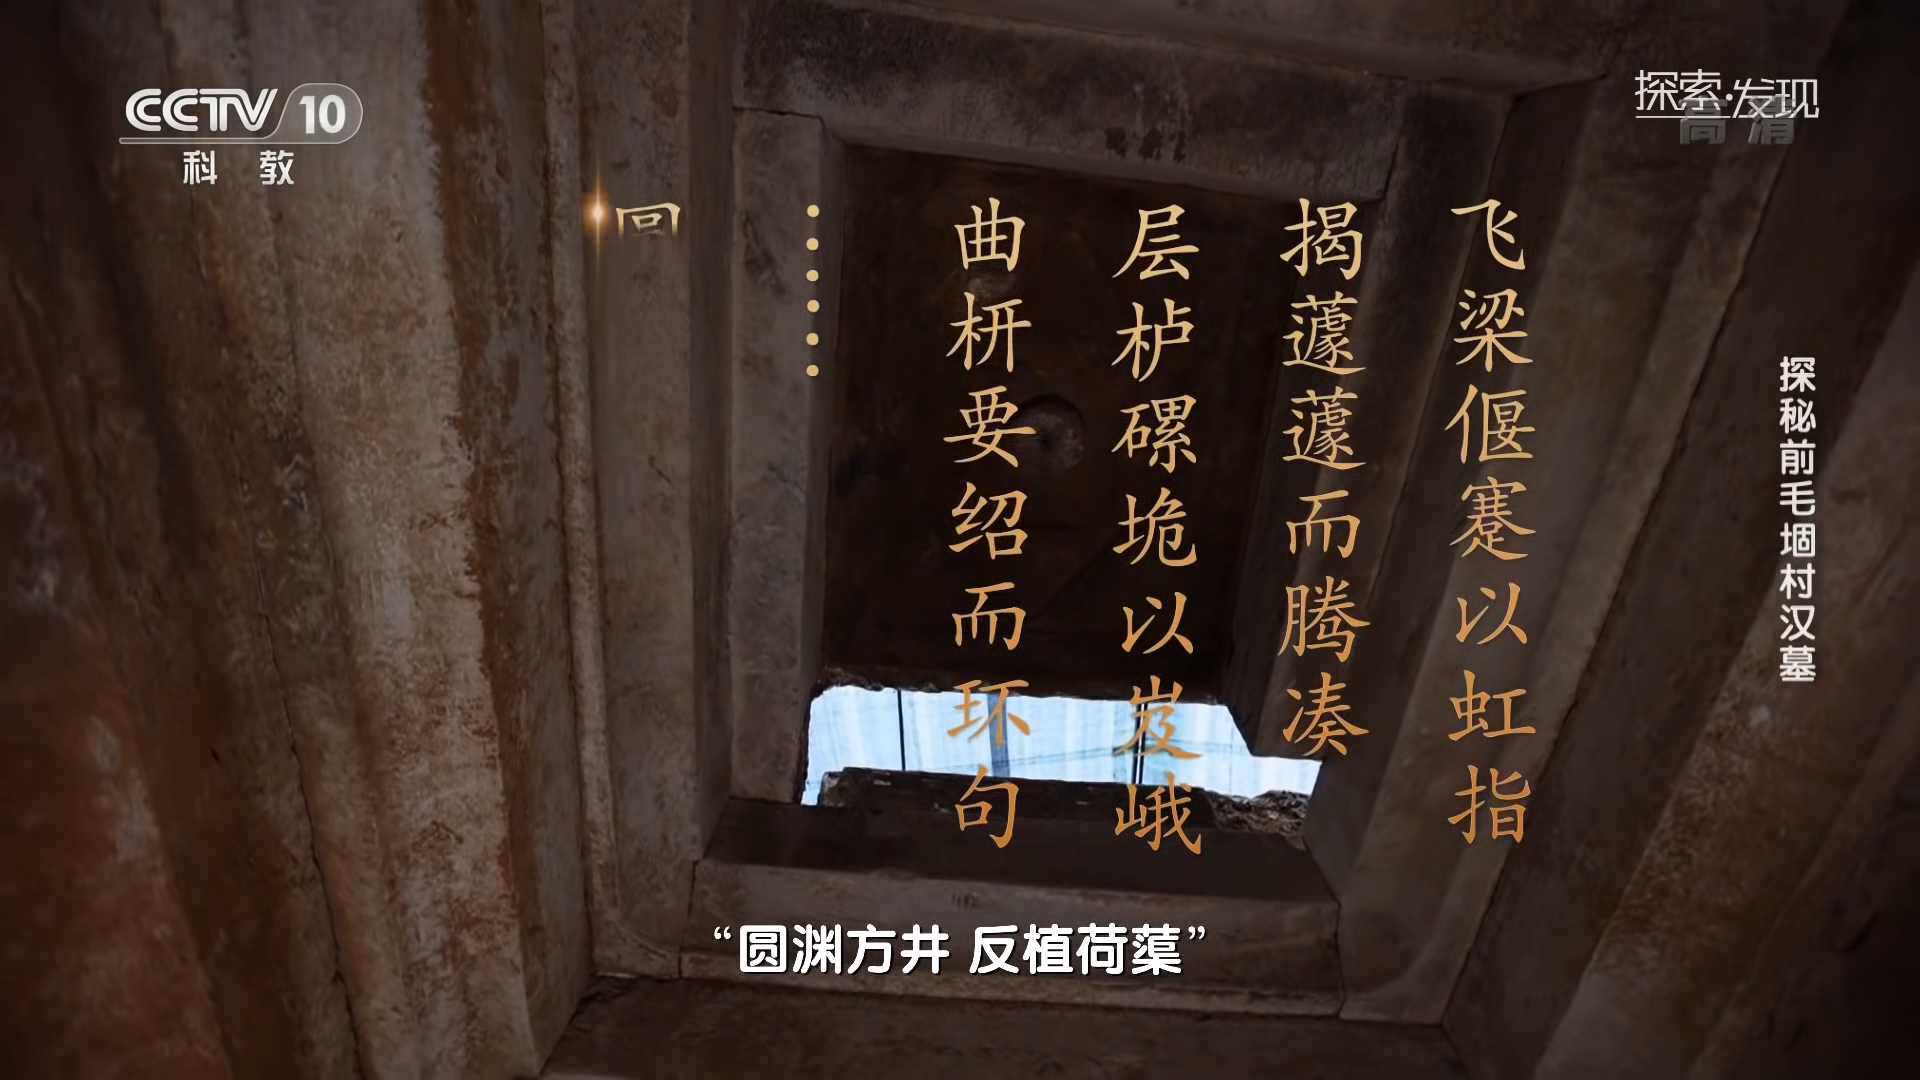 CCTV 10
科 教
探索·发现
高清
飞梁偃蹇以虹指
揭蘧蘧而腾凑
层栌磥垝以岌峨
曲枅要绍而环句
……
探秘前毛堌村汉墓
“圆渊方井 反植荷蕖”